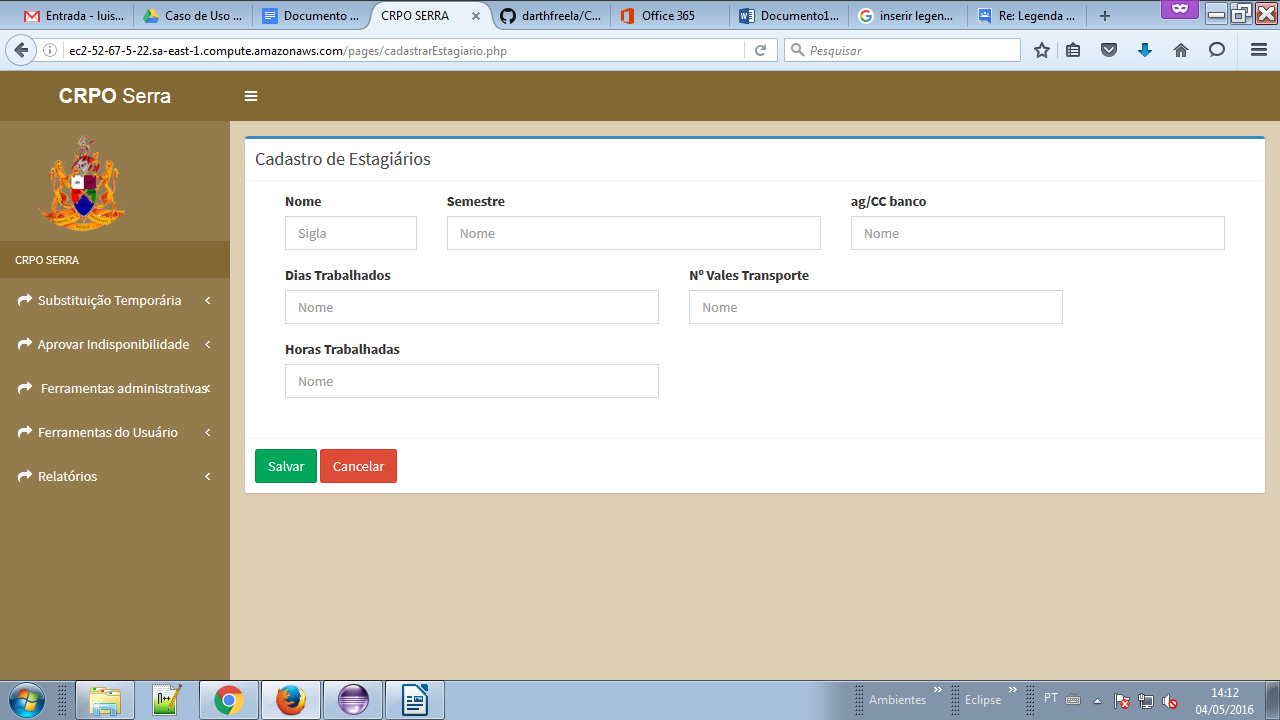 Entrada - luis...
Caso de Uso ...
Documento ...
CRPO SERRA
darthfreela/C...
Office 365
Documento1...
inserir legen...
Re: Legenda ...
ec2-52-67-5-22.sa-east-1.compute.amazonaws.com/pages/cadastrarEstagiario.php
Pesquisar
CRPO Serra
CRPO SERRA
Substituição Temporária
Aprovar Indisponibilidade
Ferramentas administrativas
Ferramentas do Usuário
Relatórios
Cadastro de Estagiários
Nome Semestre ag/CC banco
Sigla Nome Nome
Dias Trabalhados Nº Vales Transporte
Nome Nome
Horas Trabalhadas
Nome
Salvar Cancelar
Ambientes
Eclipse
PT
14:12
04/05/2016